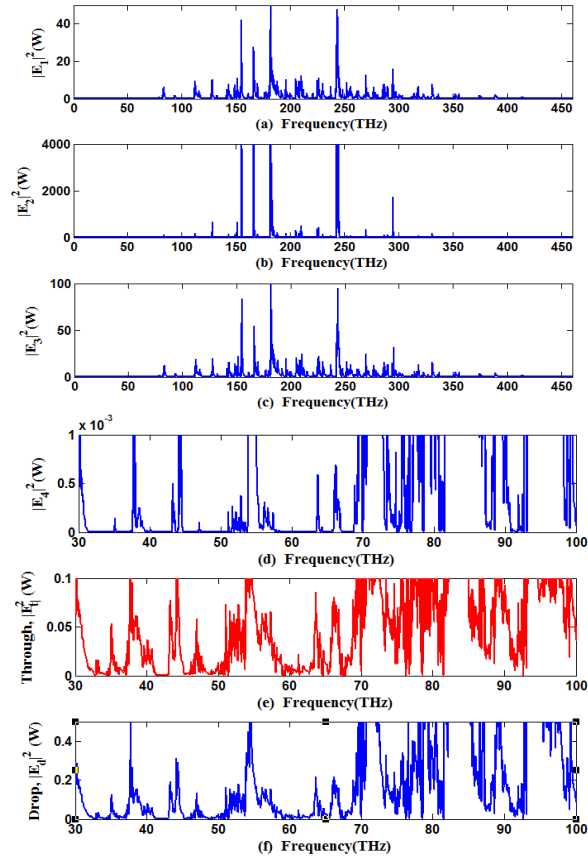 40
20
0
|E₁|²(W)
0 50 100 150 200 250 300 350 400 450
(a) Frequency(THz)
4000
2000
0
|E₂|²(W)
0 50 100 150 200 250 300 350 400 450
(b) Frequency(THz)
100
50
0
|E₃|²(W)
0 50 100 150 200 250 300 350 400 450
(c) Frequency(THz)
x 10⁻³
1
0.5
0
|E₄|²(W)
30 40 50 60 70 80 90 100
(d) Frequency(THz)
0.1
0.05
0
Through, |Eₜ|² (W)
30 40 50 60 70 80 90 100
(e) Frequency(THz)
0.4
0.2
0
Drop, |E_d|² (W)
30 40 50 60 70 80 90 100
(f) Frequency(THz)